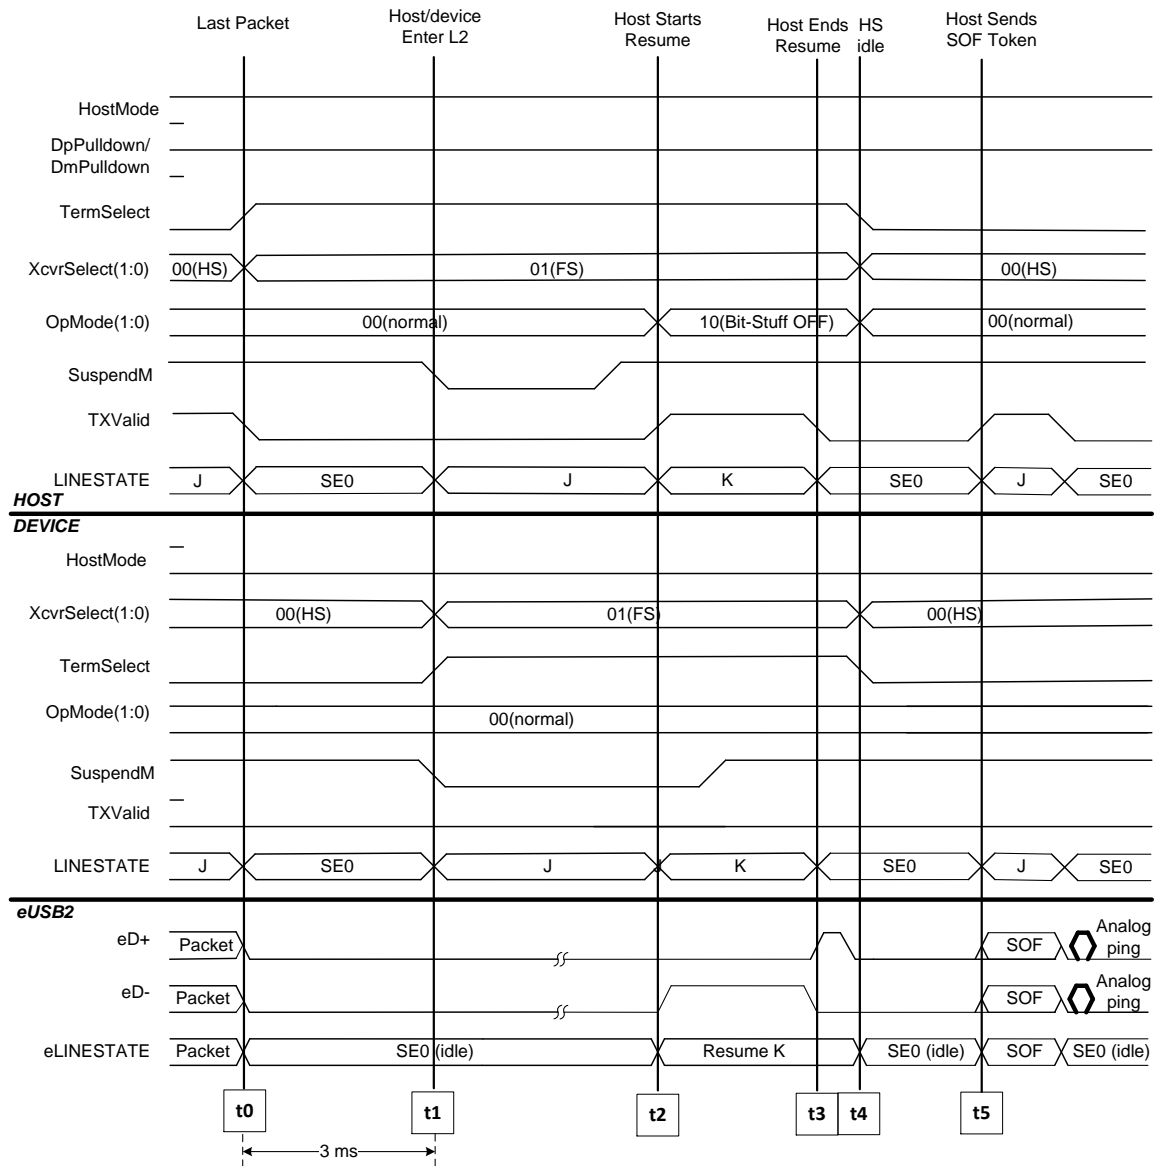 Last Packet
Host/device
Enter L2
Host Starts
Resume
Host Ends
Resume
HS
idle
Host Sends
SOF Token
HostMode
DpPulldown/
DmPulldown
TermSelect
XcvrSelect(1:0) 00(HS) 01(FS) 00(HS)
OpMode(1:0) 00(normal) 10(Bit-Stuff OFF) 00(normal)
SuspendM
TXValid
LINESTATE J SE0 J K SE0 J SE0
HOST
DEVICE
HostMode
XcvrSelect(1:0) 00(HS) 01(FS) 00(HS)
TermSelect
OpMode(1:0) 00(normal)
SuspendM
TXValid
LINESTATE J SE0 J J K SE0 J SE0
eUSB2
eD+ Packet SOF Analog
ping
eD- Packet SOF Analog
ping
eLINESTATE Packet SE0 (idle) Resume K SE0 (idle) SOF SE0 (idle)
t0 t1 t2 t3 t4 t5
3 ms